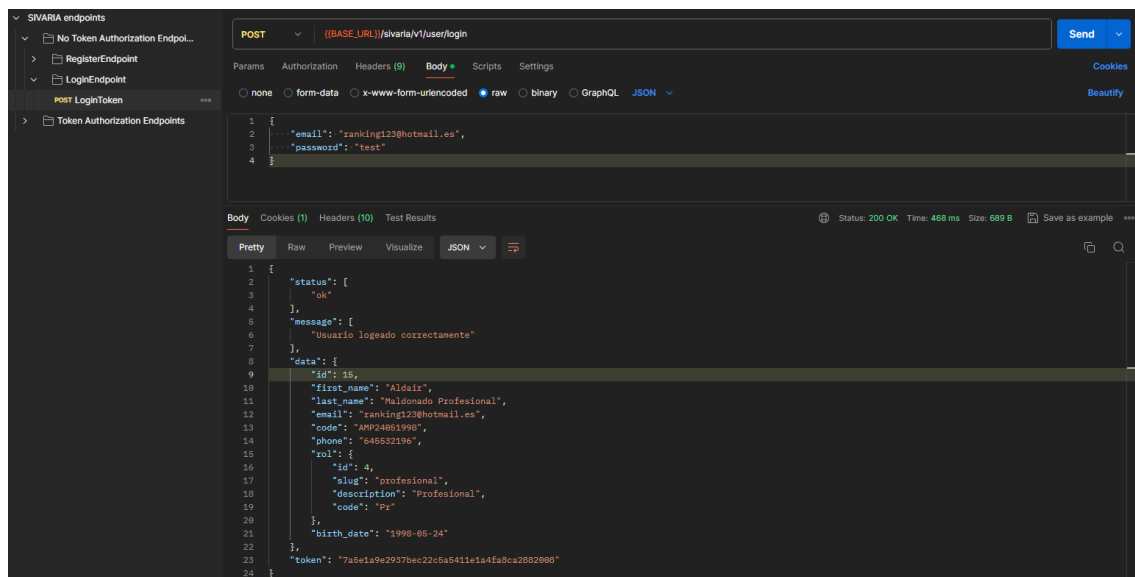 SIVARIA endpoints
No Token Authorization Endpoi...
RegisterEndpoint
LoginEndpoint
POST LoginToken
Token Authorization Endpoints
POST {{BASE_URL}}/sivaria/v1/user/login Send
Params Authorization Headers (9) Body Scripts Settings Cookies
none form-data x-www-form-urlencoded raw binary GraphQL JSON Beautify
1 {
2 "email": "ranking123@hotmail.es",
3 "password": "test"
4 }
Body Cookies (1) Headers (10) Test Results Status: 200 OK Time: 468 ms Size: 689 B Save as example
Pretty Raw Preview Visualize JSON
1 {
2 "status": [
3 "ok"
4 ],
5 "message": [
6 "Usuario logeado correctamente"
7 ],
8 "data": {
9 "id": 15,
10 "first_name": "Aldair",
11 "last_name": "Maldonado Profesional",
12 "email": "ranking123@hotmail.es",
13 "code": "AMP24051998",
14 "phone": "645532196",
15 "rol": {
16 "id": 4,
17 "slug": "profesional",
18 "description": "Profesional",
19 "code": "Pr"
20 },
21 "birth_date": "1998-05-24"
22 },
23 "token": "7a5e1a9e2937bec22c5a5411e1a4fa8ca2882008"
24 }